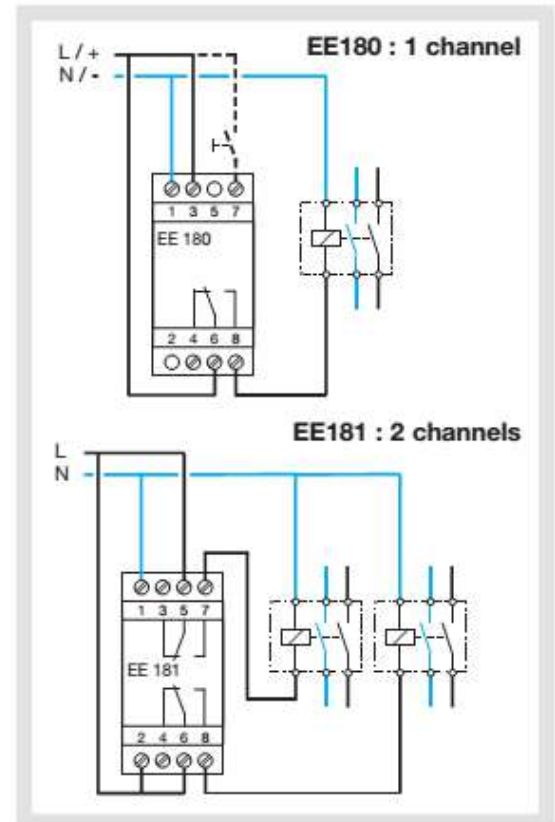 EE180 : 1 channel
L / +
N / -
1 3 5 7
EE 180
2 4 6 8
EE181 : 2 channels
L
N
1 3 5 7
EE 181
2 4 6 8